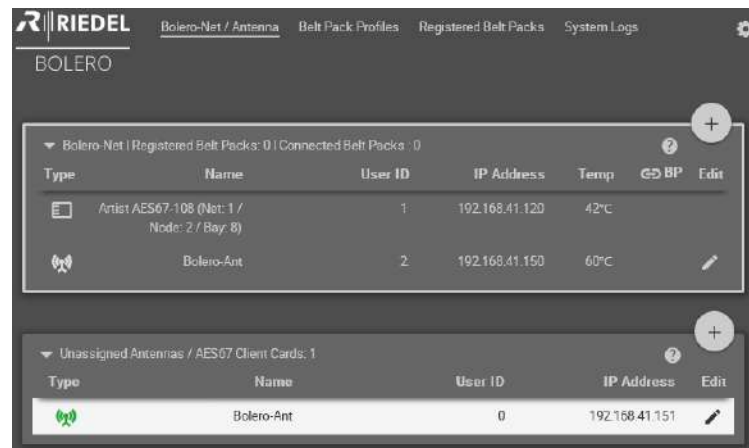 RIEDEL Bolero-Net / Antenna Belt Pack Profiles Registered Belt Packs System Logs
BOLERO
+
Bolero-Net | Registered Belt Packs: 0 | Connected Belt Packs : 0 ?
Type Name User ID IP Address Temp BP Edit
Artist AES67-108 (Net: 1 / 1 192.168.41.120 42°C
Node: 2 / Bay: 8)
Bolero-Ant 2 192.168.41.150 60°C
+
Unassigned Antennas / AES67 Client Cards: 1 ?
Type Name User ID IP Address Edit
Bolero-Ant 0 192.168.41.151